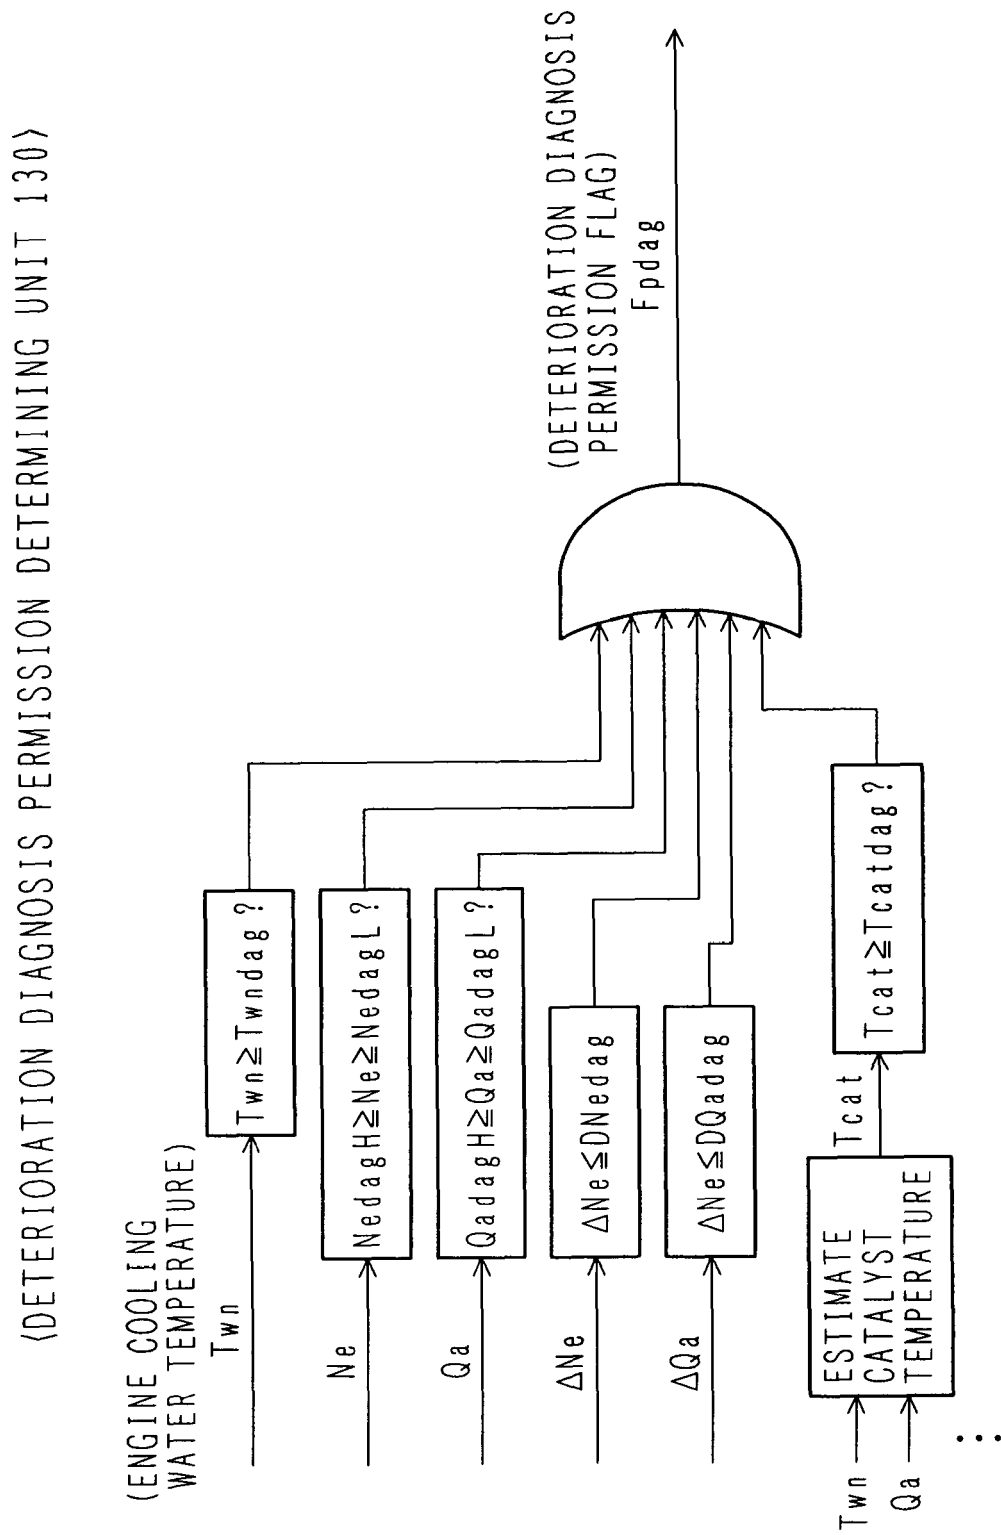 〈DETERIORATION DIAGNOSIS PERMISSION DETERMINING UNIT 130〉
(ENGINE COOLING
WATER TEMPERATURE)
Twn
Twn≧Twndag?
Ne
NedagH≧Ne≧NedagL?
Qa
QadagH≧Qa≧QadagL?
ΔNe
ΔNe≦DNedag
ΔQa
ΔNe≦DQadag
Twn
Qa
...
ESTIMATE
CATALYST
TEMPERATURE
Tcat
Tcat≧Tcatdag?
(DETERIORATION DIAGNOSIS
PERMISSION FLAG)
Fpdag